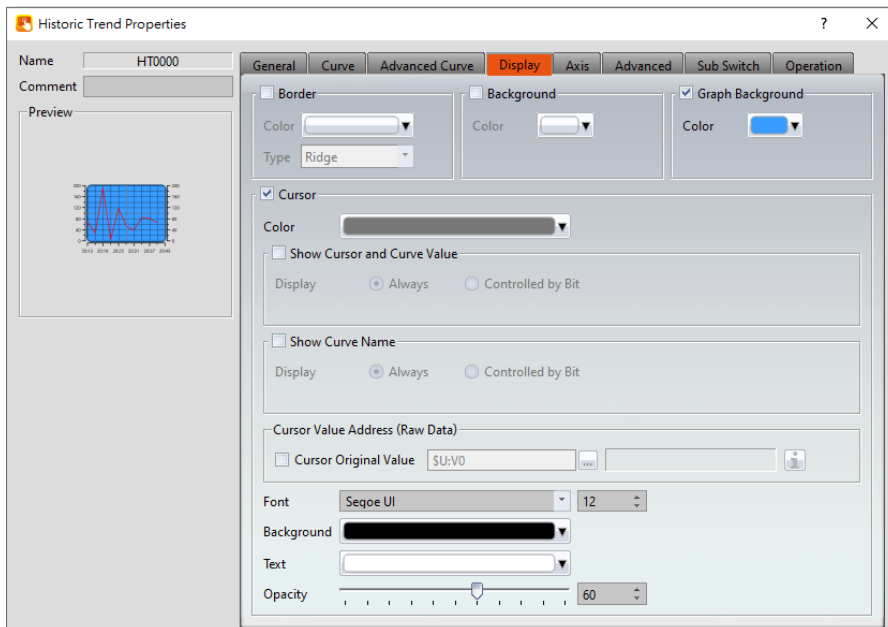 Historic Trend Properties
? ×
Name HT0000
Comment
Preview
General Curve Advanced Curve Display Axis Advanced Sub Switch Operation
Border
Color
Type Ridge
Background
Color
Graph Background
Color
Cursor
Color
Show Cursor and Curve Value
Display Always Controlled by Bit
Show Curve Name
Display Always Controlled by Bit
Cursor Value Address (Raw Data)
Cursor Original Value $U:V0 ...
Font Segoe UI 12
Background
Text
Opacity 60